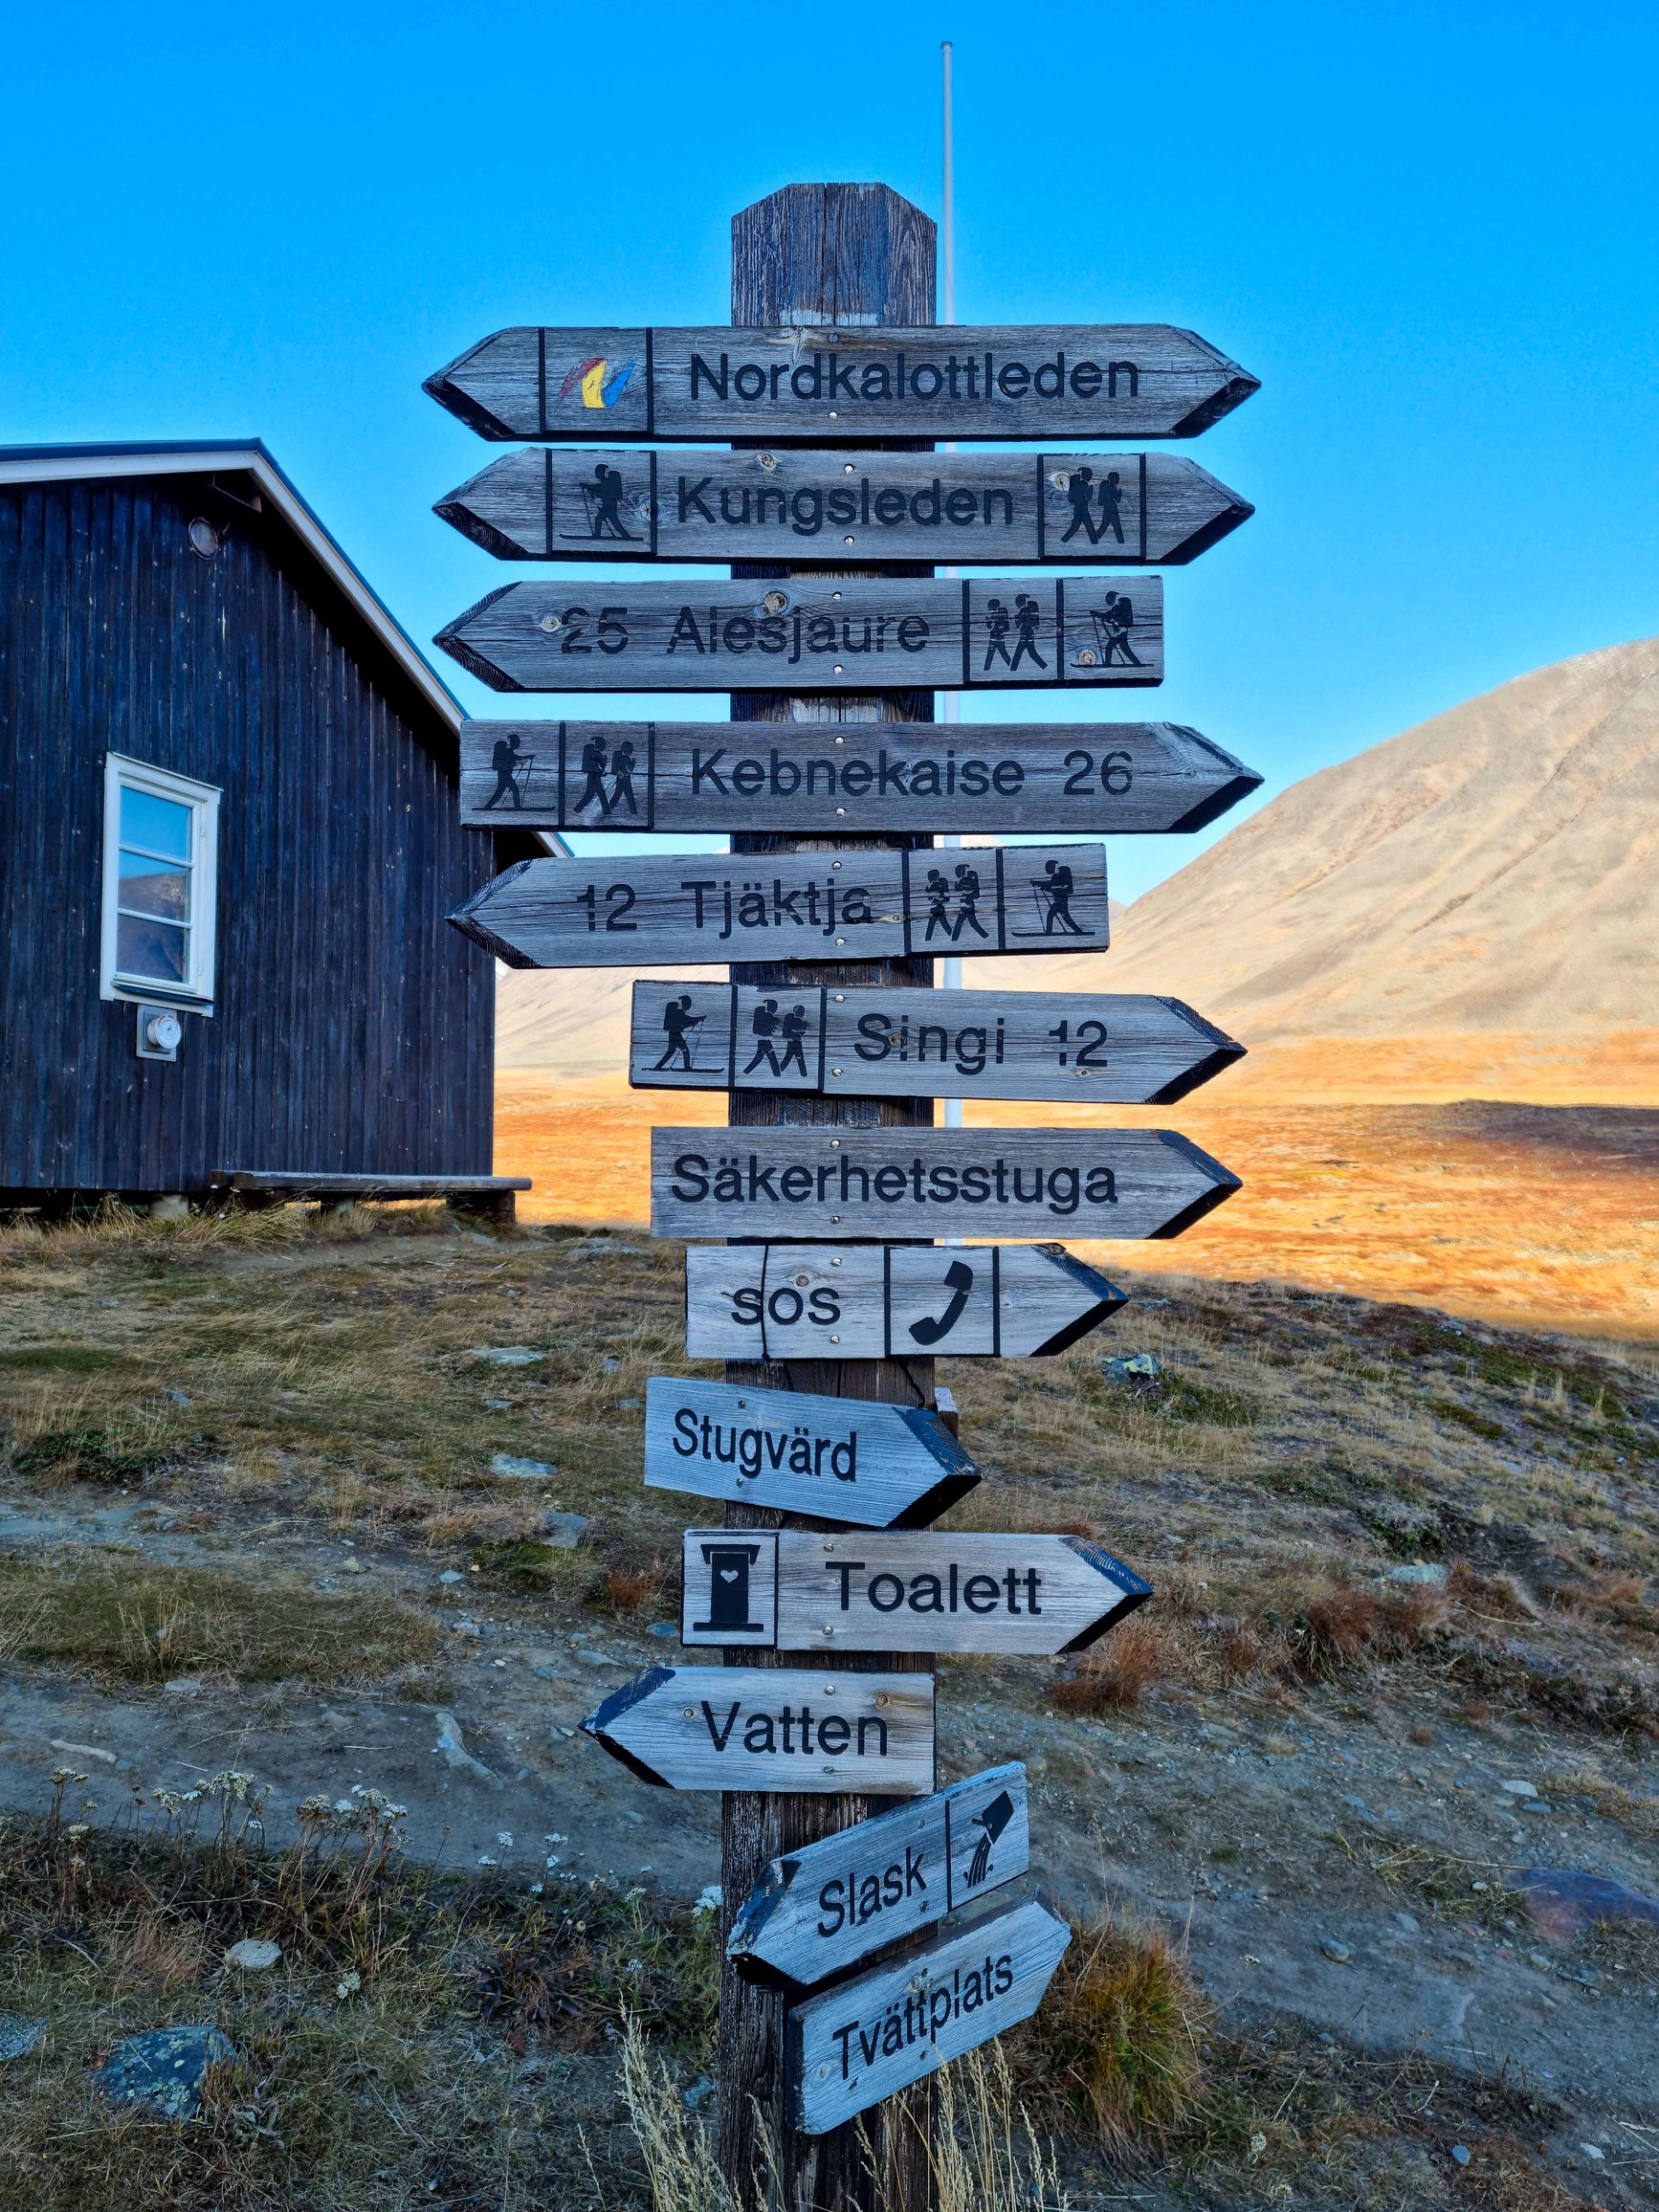 Nordkalottleden
Kungsleden
25 Alesjaure
Kebnekaise 26
12 Tjäktja
Singi 12
Säkerhetsstuga
sos
Stugvärd
Toalett
Vatten
Slask
Tvättplats